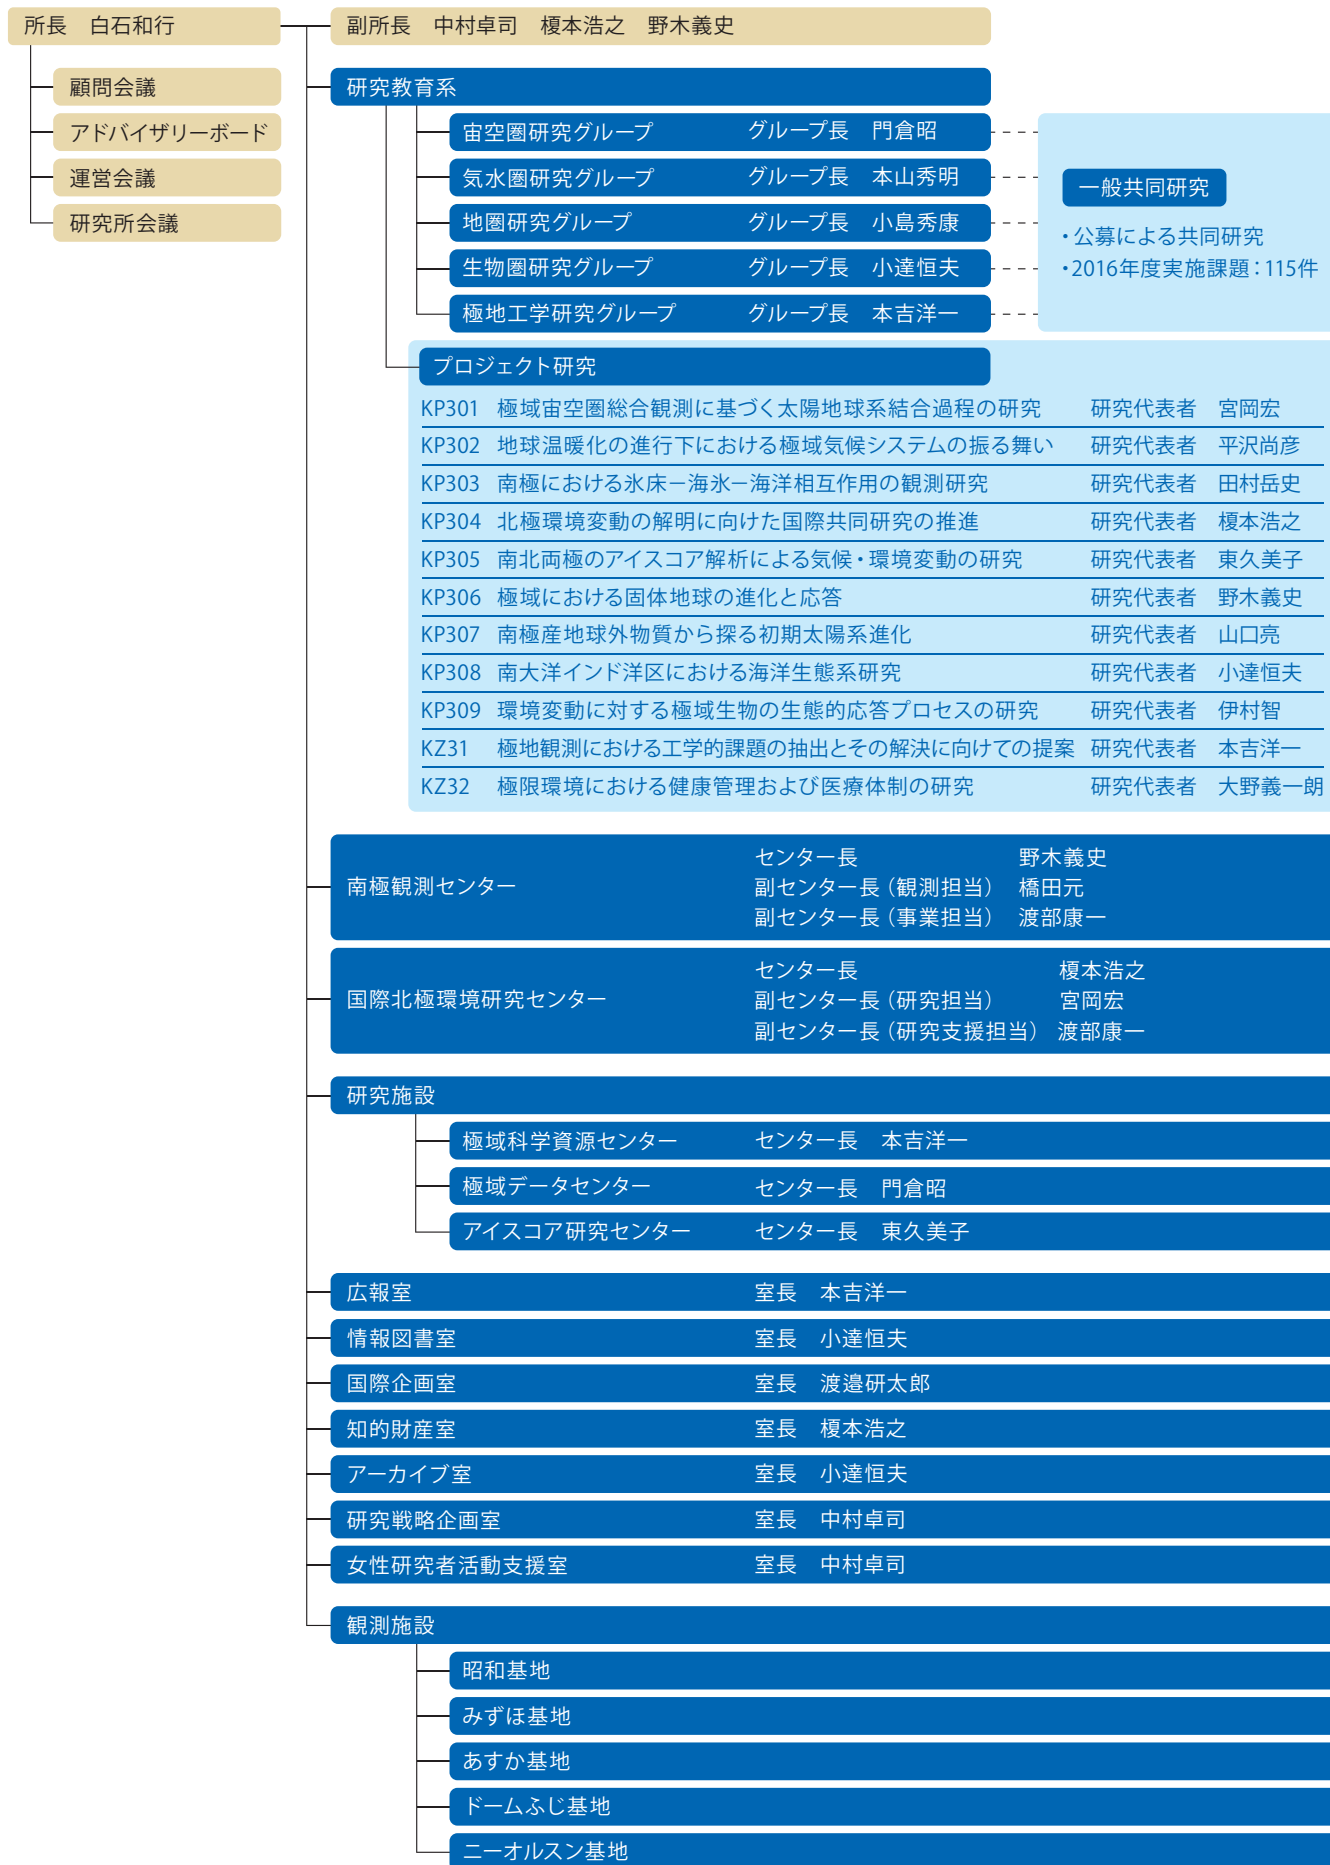 所長 白石和行
副所長 中村卓司 榎本浩之 野木義史
顧問会議
アドバイザリーボード
運営会議
研究所会議
研究教育系
宙空圏研究グループ グループ長 門倉昭
気水圏研究グループ グループ長 本山秀明
地圏研究グループ グループ長 小島秀康
生物圏研究グループ グループ長 小達恒夫
極地工学研究グループ グループ長 本吉洋一
一般共同研究
・公募による共同研究
・2016年度実施課題：115件
プロジェクト研究
KP301 極域宙空圏総合観測に基づく太陽地球系結合過程の研究 研究代表者 宮岡宏
KP302 地球温暖化の進行下における極域気候システムの振る舞い 研究代表者 平沢尚彦
KP303 南極における氷床－海氷－海洋相互作用の観測研究 研究代表者 田村岳史
KP304 北極環境変動の解明に向けた国際共同研究の推進 研究代表者 榎本浩之
KP305 南北両極のアイスコア解析による気候・環境変動の研究 研究代表者 東久美子
KP306 極域における固体地球の進化と応答 研究代表者 野木義史
KP307 南極産地球外物質から探る初期太陽系進化 研究代表者 山口亮
KP308 南大洋インド洋区における海洋生態系研究 研究代表者 小達恒夫
KP309 環境変動に対する極域生物の生態的応答プロセスの研究 研究代表者 伊村智
KZ31 極地観測における工学的課題の抽出とその解決に向けての提案 研究代表者 本吉洋一
KZ32 極限環境における健康管理および医療体制の研究 研究代表者 大野義一朗
南極観測センター
センター長 野木義史
副センター長（観測担当） 橋田元
副センター長（事業担当） 渡部康一
国際北極環境研究センター
センター長 榎本浩之
副センター長（研究担当） 宮岡宏
副センター長（研究支援担当） 渡部康一
研究施設
極域科学資源センター センター長 本吉洋一
極域データセンター センター長 門倉昭
アイスコア研究センター センター長 東久美子
広報室 室長 本吉洋一
情報図書室 室長 小達恒夫
国際企画室 室長 渡邉研太郎
知的財産室 室長 榎本浩之
アーカイブ室 室長 小達恒夫
研究戦略企画室 室長 中村卓司
女性研究者活動支援室 室長 中村卓司
観測施設
昭和基地
みずほ基地
あすか基地
ドームふじ基地
ニーオルスン基地